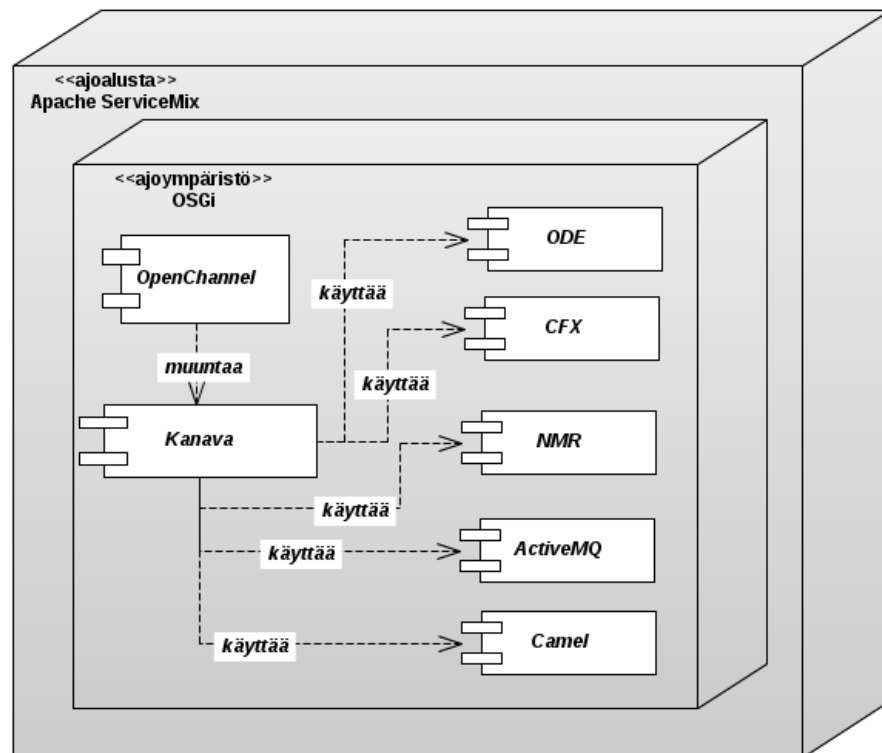 <<ajoalusta>>
Apache ServiceMix
<<ajoympäristö>>
OSGi
OpenChannel
ODE
käyttää
CFX
muuntaa
käyttää
Kanava
NMR
käyttää
ActiveMQ
käyttää
Camel
käyttää